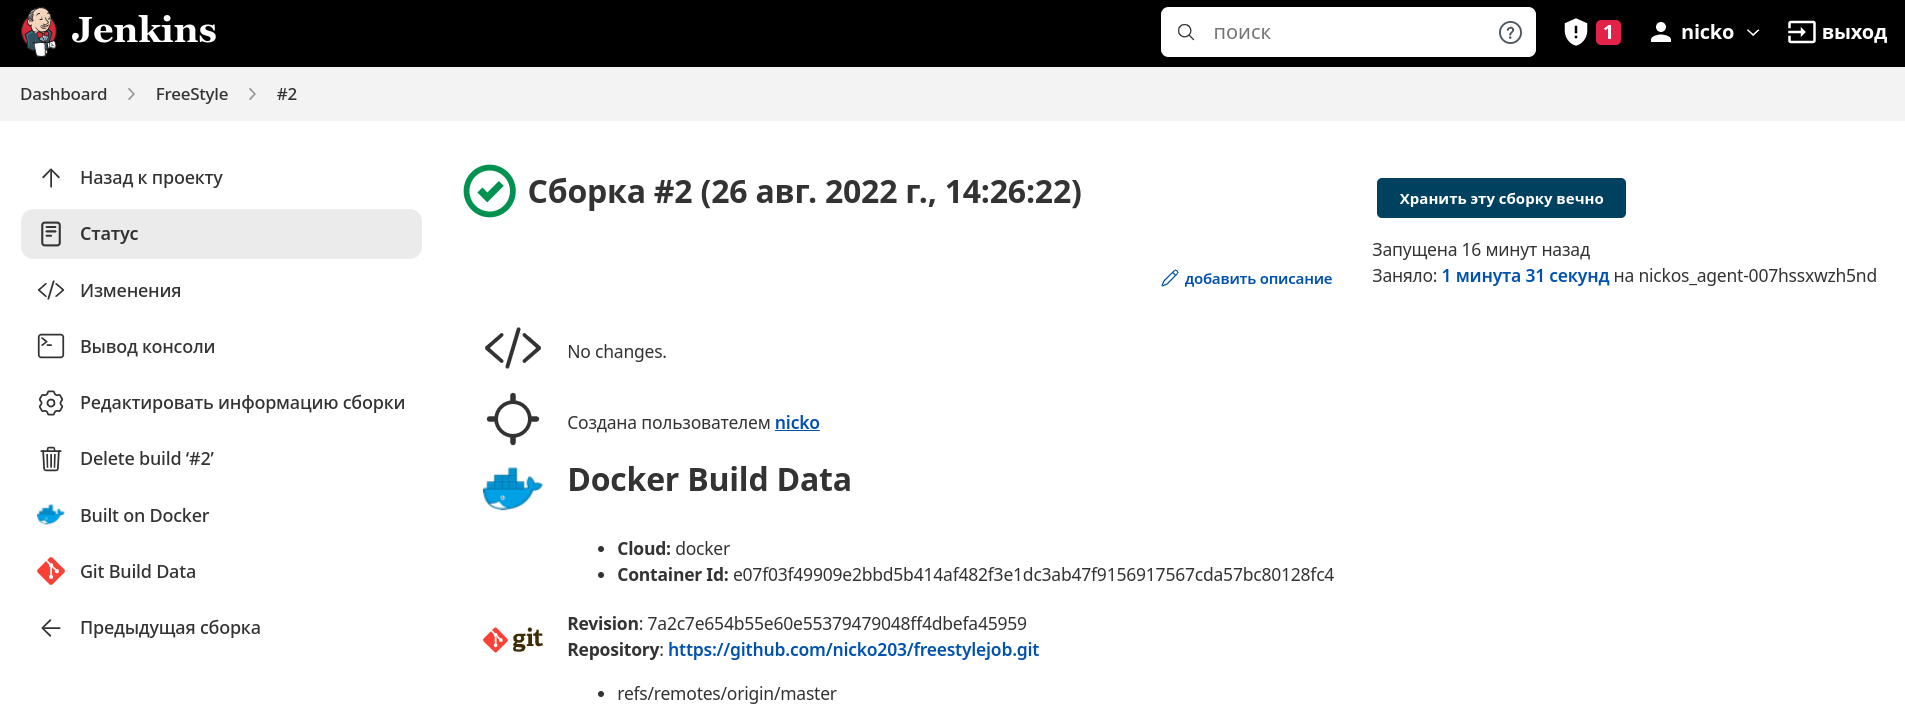 Jenkins
поиск
1
nicko
выход
Dashboard
FreeStyle
#2
Назад к проекту
Статус
Изменения
Вывод консоли
Редактировать информацию сборки
Delete build ‘#2’
Built on Docker
Git Build Data
Предыдущая сборка
Сборка #2 (26 авг. 2022 г., 14:26:22)
добавить описание
Хранить эту сборку вечно
Запущена 16 минут назад
Заняло: 1 минута 31 секунд на nickos_agent-007hssxwzh5nd
No changes.
Создана пользователем nicko
Docker Build Data
Cloud: docker
Container Id: e07f03f49909e2bbd5b414af482f3e1dc3ab47f9156917567cda57bc80128fc4
git
Revision: 7a2c7e654b55e60e55379479048ff4dbefa45959
Repository: https://github.com/nicko203/freestylejob.git
refs/remotes/origin/master